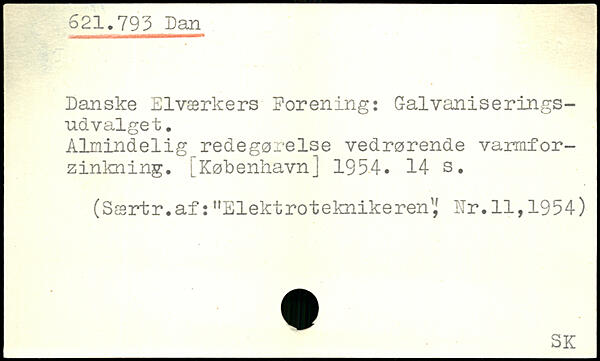 621.793 Dan
Danske Elværkers Forening: Galvaniserings-
udvalget.
Almindelig redegørelse vedrørende varmfor-
zinkning. [København] 1954. 14 s.
(Særtr.af:"Elektroteknikeren", Nr.11,1954)
SK